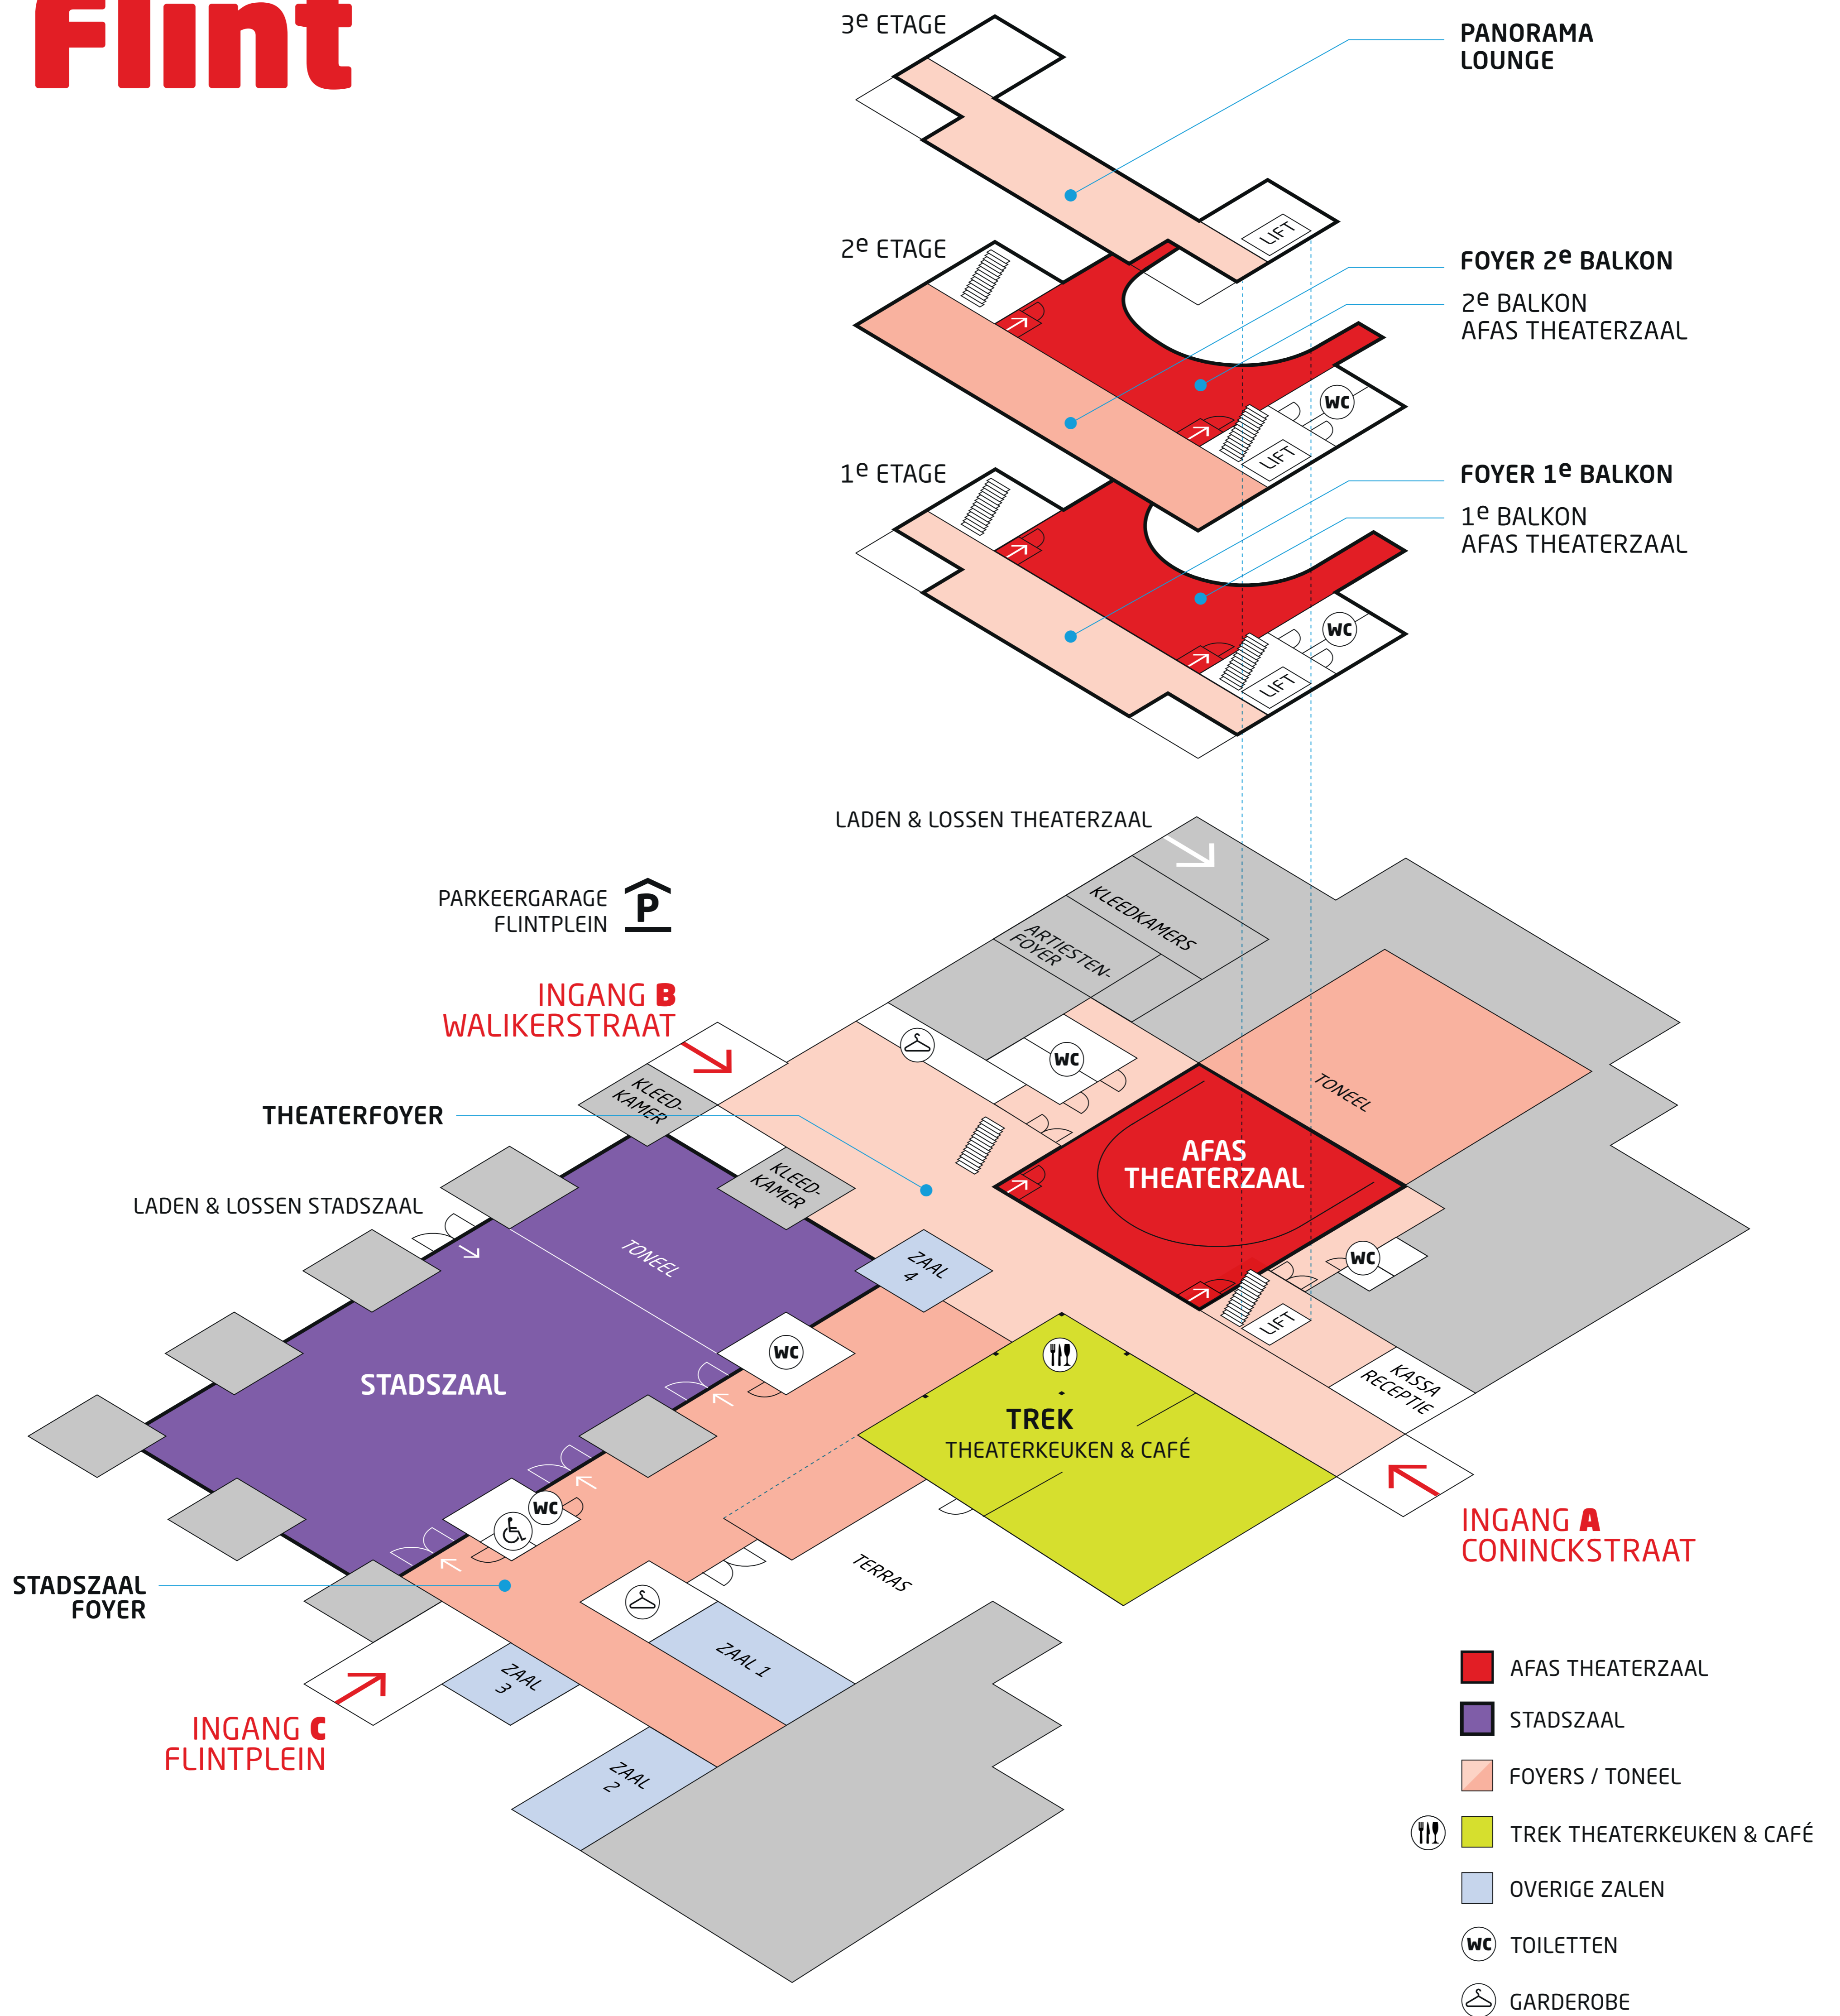 Flint
3e ETAGE
PANORAMA
LOUNGE
LIFT
2e ETAGE
FOYER 2e BALKON
2e BALKON
AFAS THEATERZAAL
WC
LIFT
1e ETAGE
FOYER 1e BALKON
1e BALKON
AFAS THEATERZAAL
WC
LIFT
LADEN & LOSSEN THEATERZAAL
PARKEERGARAGE
FLINTPLEIN
P
KLEEDKAMERS
ARTIESTEN-
FOYER
INGANG B
WALIKERSTRAAT
WC
KLEED-
KAMER
TONEEL
THEATERFOYER
AFAS
THEATERZAAL
KLEED-
KAMER
LADEN & LOSSEN STADSZAAL
TONEEL
ZAAL
4
WC
LIFT
WC
STADSZAAL
KASSA
RECEPTIE
TREK
THEATERKEUKEN & CAFÉ
WC
INGANG A
CONINCKSTRAAT
TERRAS
STADSZAAL
FOYER
ZAAL 1
ZAAL
3
INGANG C
FLINTPLEIN
ZAAL
2
AFAS THEATERZAAL
STADSZAAL
FOYERS / TONEEL
TREK THEATERKEUKEN & CAFÉ
OVERIGE ZALEN
WC TOILETTEN
GARDEROBE